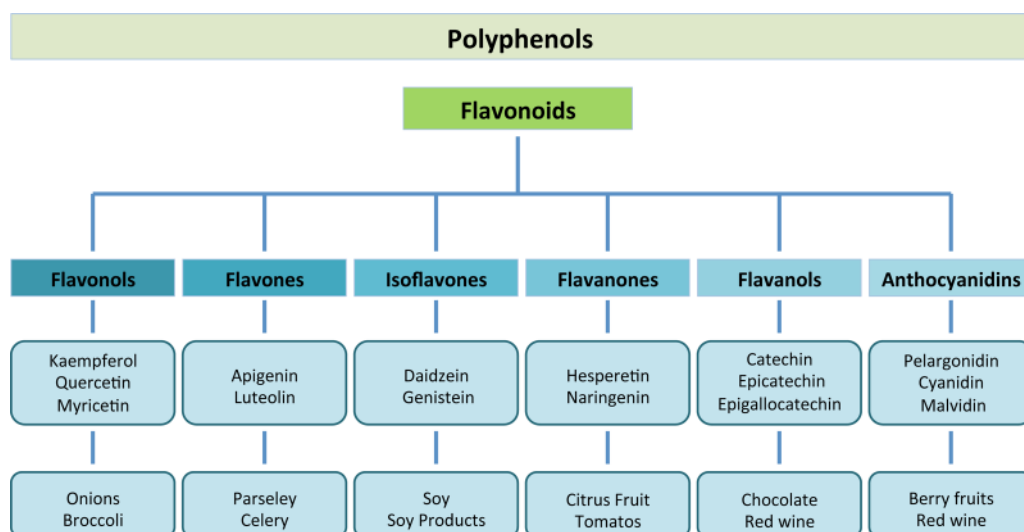 Polyphenols
Flavonoids
Flavonols
Flavones
Isoflavones
Flavanones
Flavanols
Anthocyanidins
Kaempferol
Quercetin
Myricetin
Apigenin
Luteolin
Daidzein
Genistein
Hesperetin
Naringenin
Catechin
Epicatechin
Epigallocatechin
Pelargonidin
Cyanidin
Malvidin
Onions
Broccoli
Parseley
Celery
Soy
Soy Products
Citrus Fruit
Tomatos
Chocolate
Red wine
Berry fruits
Red wine